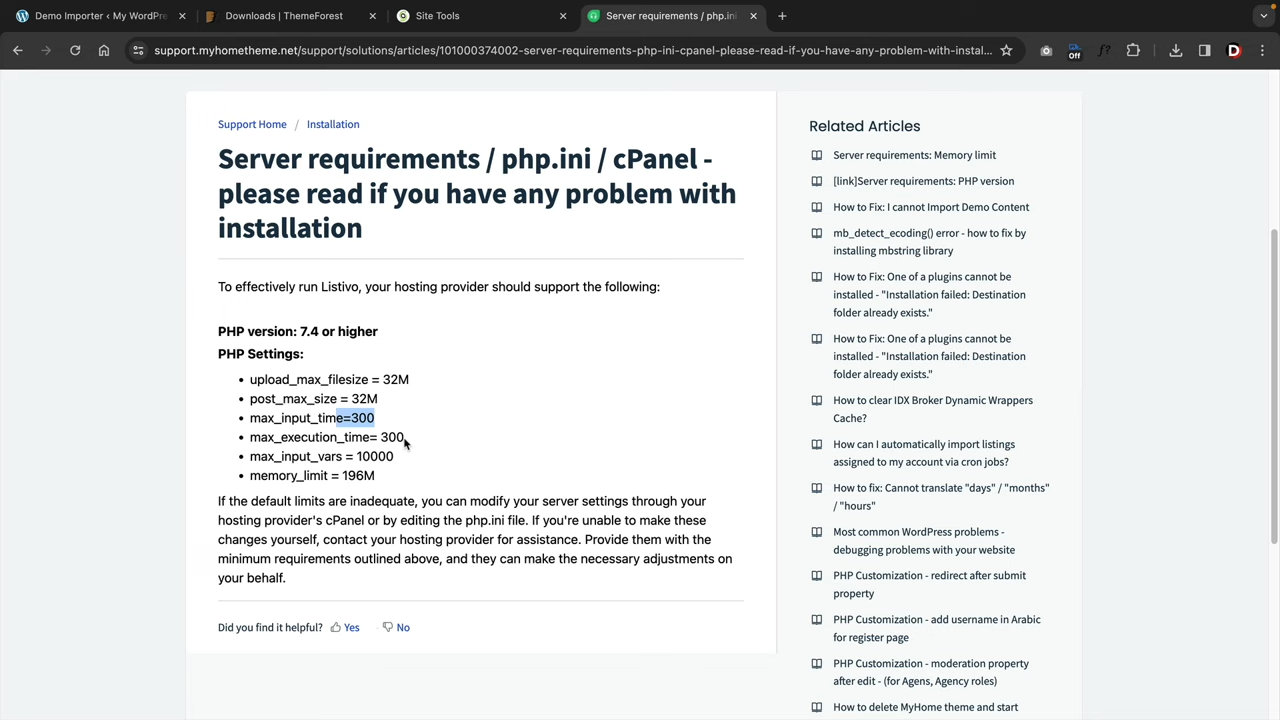 Demo Importer ‹ My WordPre
Downloads | ThemeForest
Site Tools
Server requirements / php.ini
support.myhometheme.net/support/solutions/articles/101000374002-server-requirements-php-ini-cpanel-please-read-if-you-have-any-problem-with-instal...
Off
f?
D
Support Home / Installation
Server requirements / php.ini / cPanel -
please read if you have any problem with
installation
To effectively run Listivo, your hosting provider should support the following:
PHP version: 7.4 or higher
PHP Settings:
• upload_max_filesize = 32M
• post_max_size = 32M
• max_input_time=300
• max_execution_time= 300
• max_input_vars = 10000
• memory_limit = 196M
If the default limits are inadequate, you can modify your server settings through your
hosting provider's cPanel or by editing the php.ini file. If you're unable to make these
changes yourself, contact your hosting provider for assistance. Provide them with the
minimum requirements outlined above, and they can make the necessary adjustments on
your behalf.
Did you find it helpful? Yes No
Related Articles
Server requirements: Memory limit
[link]Server requirements: PHP version
How to Fix: I cannot Import Demo Content
mb_detect_ecoding() error - how to fix by
installing mbstring library
How to Fix: One of a plugins cannot be
installed - "Installation failed: Destination
folder already exists."
How to Fix: One of a plugins cannot be
installed - "Installation failed: Destination
folder already exists."
How to clear IDX Broker Dynamic Wrappers
Cache?
How can I automatically import listings
assigned to my account via cron jobs?
How to fix: Cannot translate "days" / "months"
/ "hours"
Most common WordPress problems -
debugging problems with your website
PHP Customization - redirect after submit
property
PHP Customization - add username in Arabic
for register page
PHP Customization - moderation property
after edit - (for Agens, Agency roles)
How to delete MyHome theme and start